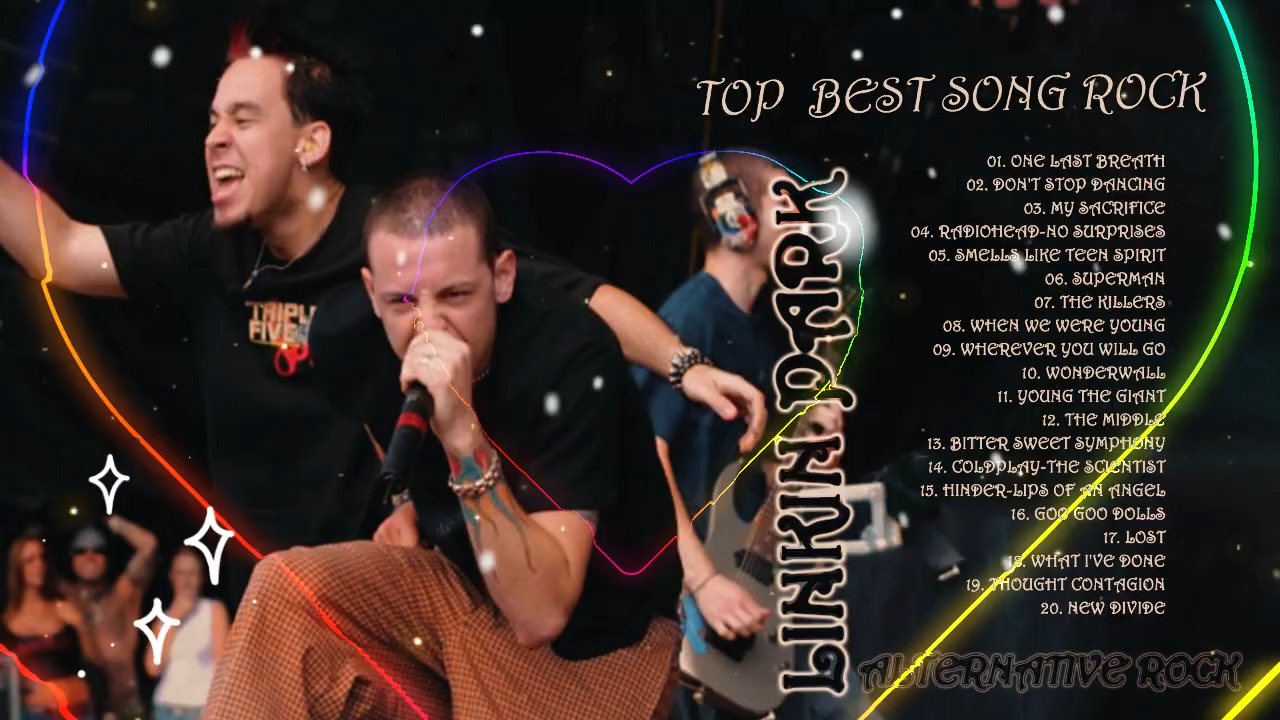 TOP BEST SONG ROCK
01. ONE LAST BREATH
02. DON'T STOP DANCING
03. MY SACRIFICE
04. RADIOHEAD-NO SURPRISES
05. SMELLS LIKE TEEN SPIRIT
06. SUPERMAN
07. THE KILLERS
08. WHEN WE WERE YOUNG
09. WHEREVER YOU WILL GO
10. WONDERWALL
11. YOUNG THE GIANT
12. THE MIDDLE
13. BITTER SWEET SYMPHONY
14. COLDPLAY-THE SCIENTIST
15. HINDER-LIPS OF AN ANGEL
16. GOO GOO DOLLS
17. LOST
18. WHAT I'VE DONE
19. THOUGHT CONTAGION
20. NEW DIVIDE
LINKIN PARK
ALTERNATIVE ROCK
TRIPLE
FIVE